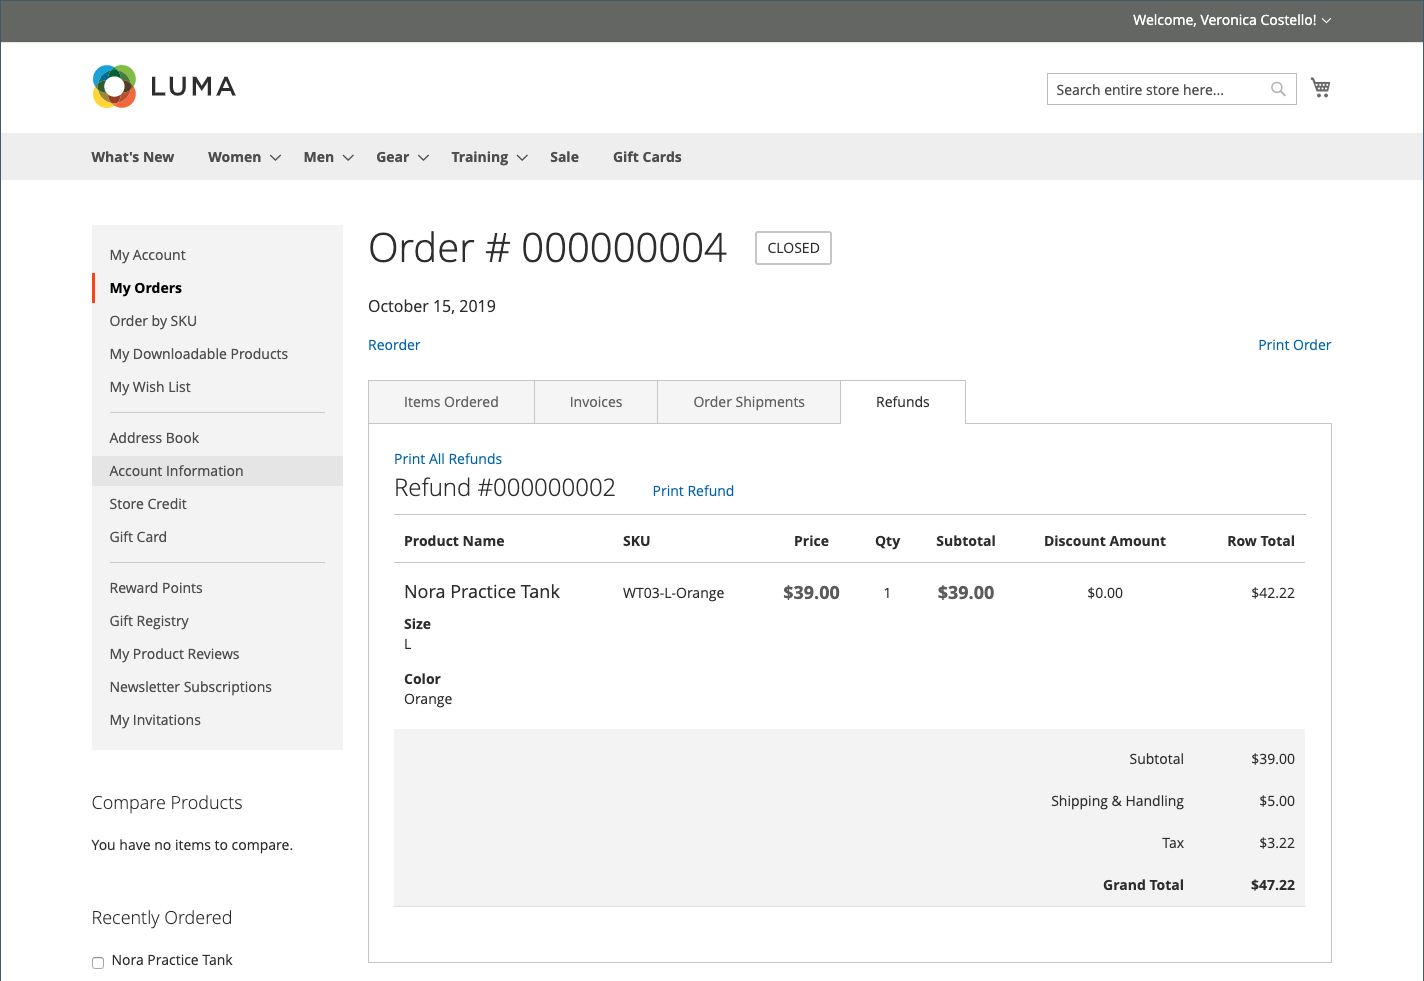 Welcome, Veronica Costello!
LUMA
Search entire store here...
What's New Women Men Gear Training Sale Gift Cards
My Account
My Orders
Order by SKU
My Downloadable Products
My Wish List
Address Book
Account Information
Store Credit
Gift Card
Reward Points
Gift Registry
My Product Reviews
Newsletter Subscriptions
My Invitations
Compare Products
You have no items to compare.
Recently Ordered
Nora Practice Tank
Order # 000000004 CLOSED
October 15, 2019
Reorder Print Order
Items Ordered Invoices Order Shipments Refunds
Print All Refunds
Refund #000000002 Print Refund
Product Name SKU Price Qty Subtotal Discount Amount Row Total
Nora Practice Tank WT03-L-Orange $39.00 1 $39.00 $0.00 $42.22
Size
L
Color
Orange
Subtotal $39.00
Shipping & Handling $5.00
Tax $3.22
Grand Total $47.22